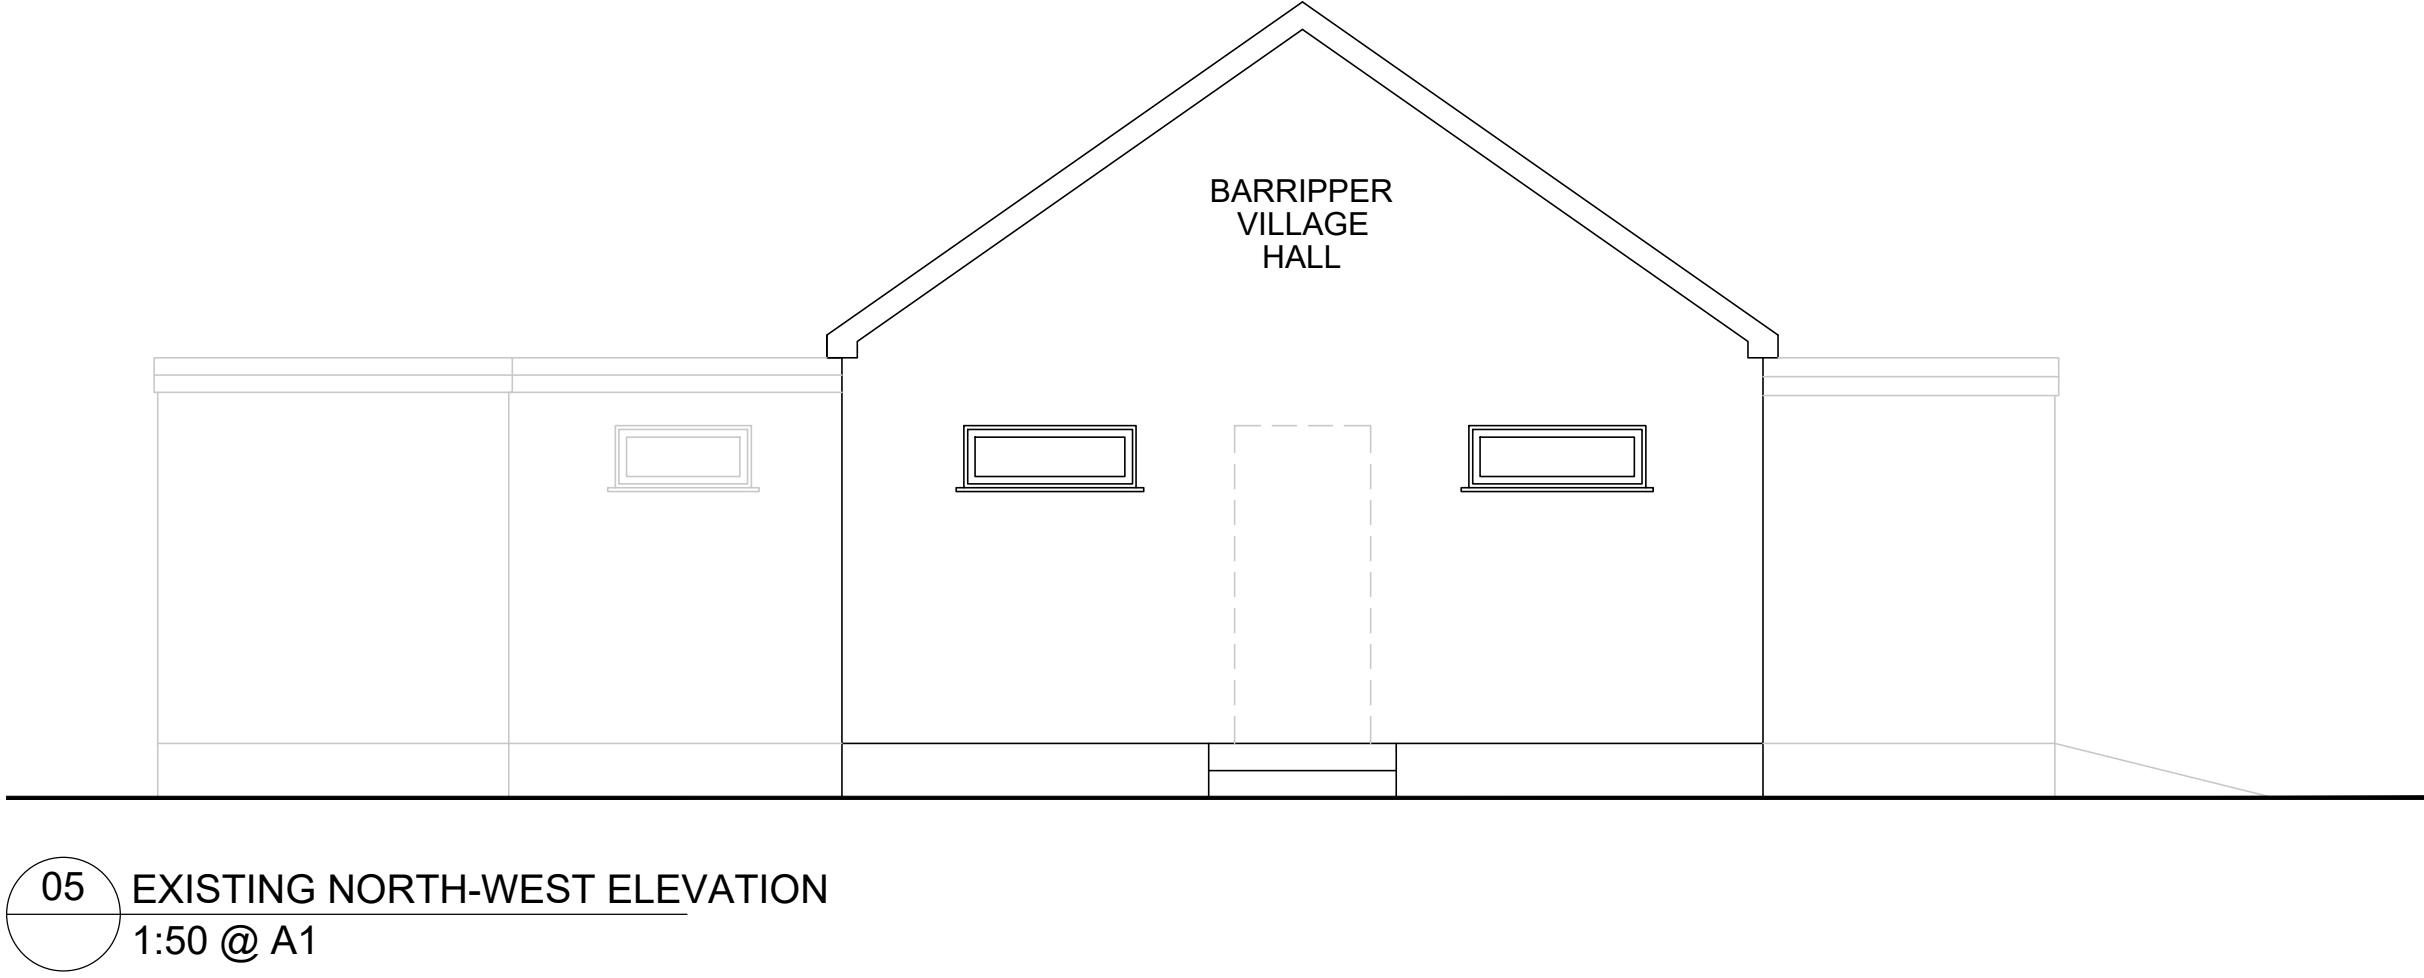 BARRIPPER
VILLAGE
HALL
05
EXISTING NORTH-WEST ELEVATION
1:50 @ A1